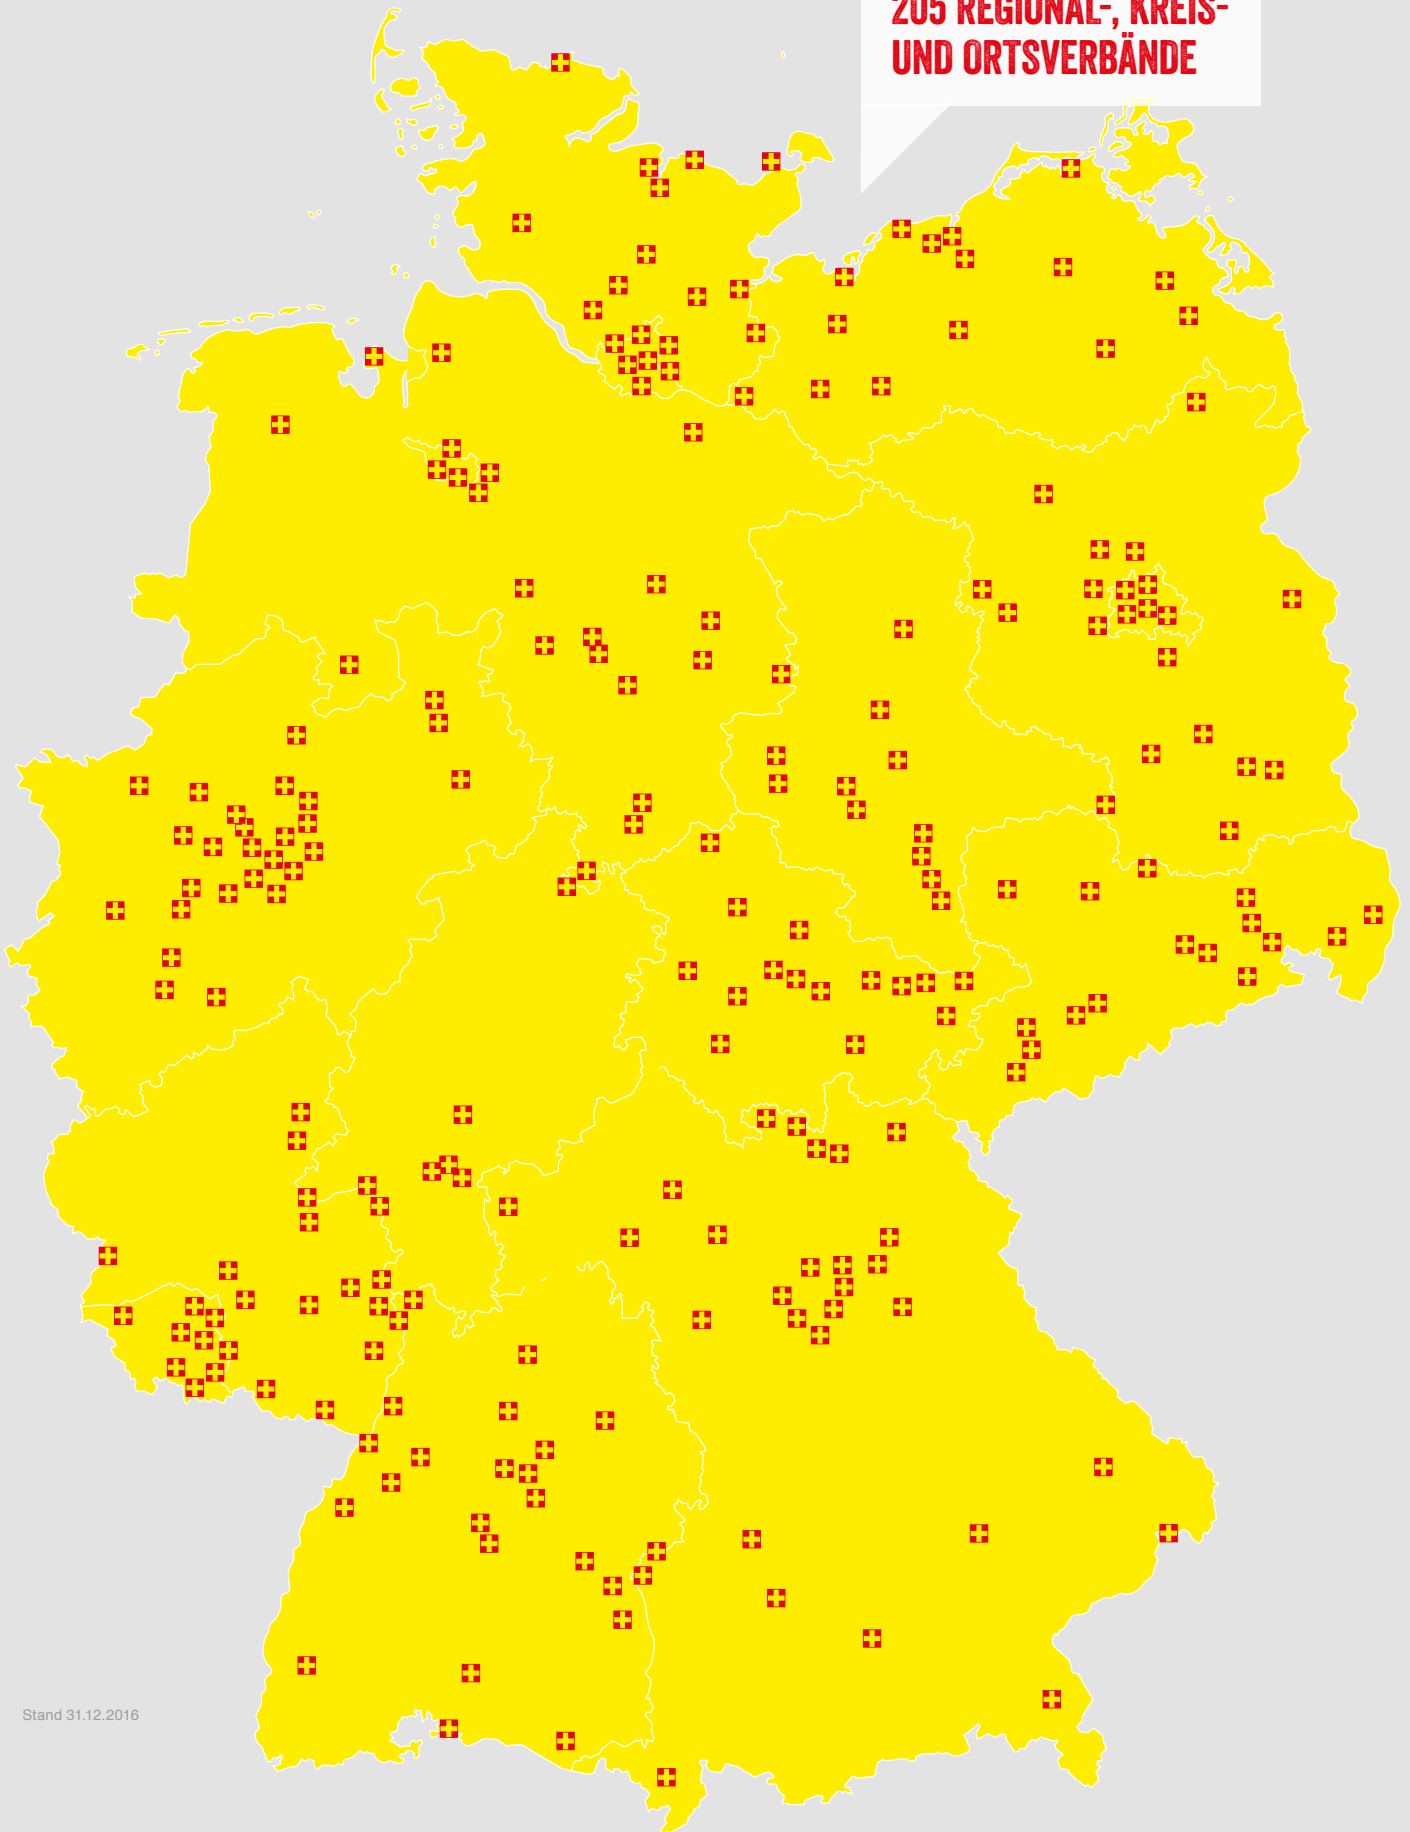 205 REGIONAL-, KREIS-
UND ORTSVERBÄNDE
Stand 31.12.2016